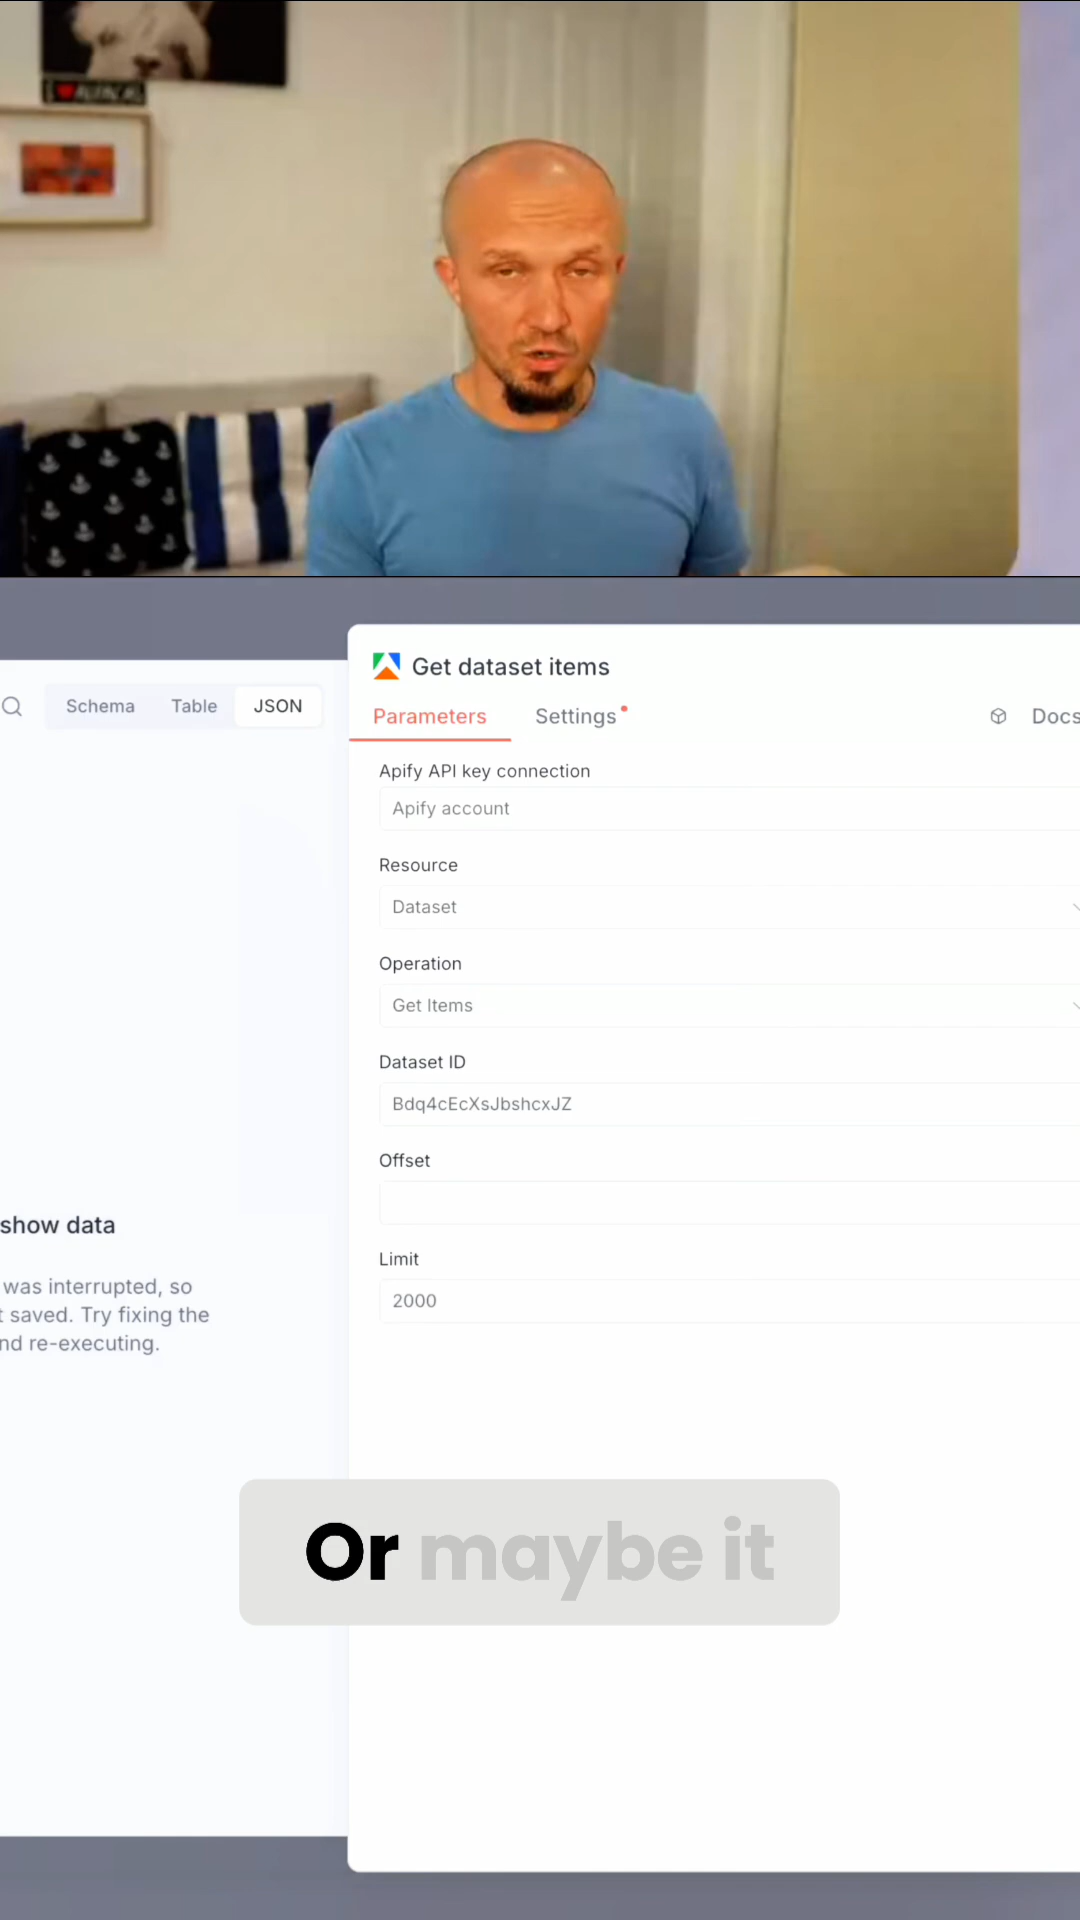 Get dataset items
Schema
Table
JSON
Parameters
Settings
Docs
Apify API key connection
Apify account
Resource
Dataset
Operation
Get Items
Dataset ID
Bdq4cEcXsJbshcxJZ
Offset
show data
Limit
was interrupted, so
2000
t saved. Try fixing the
nd re-executing.
Or maybe it